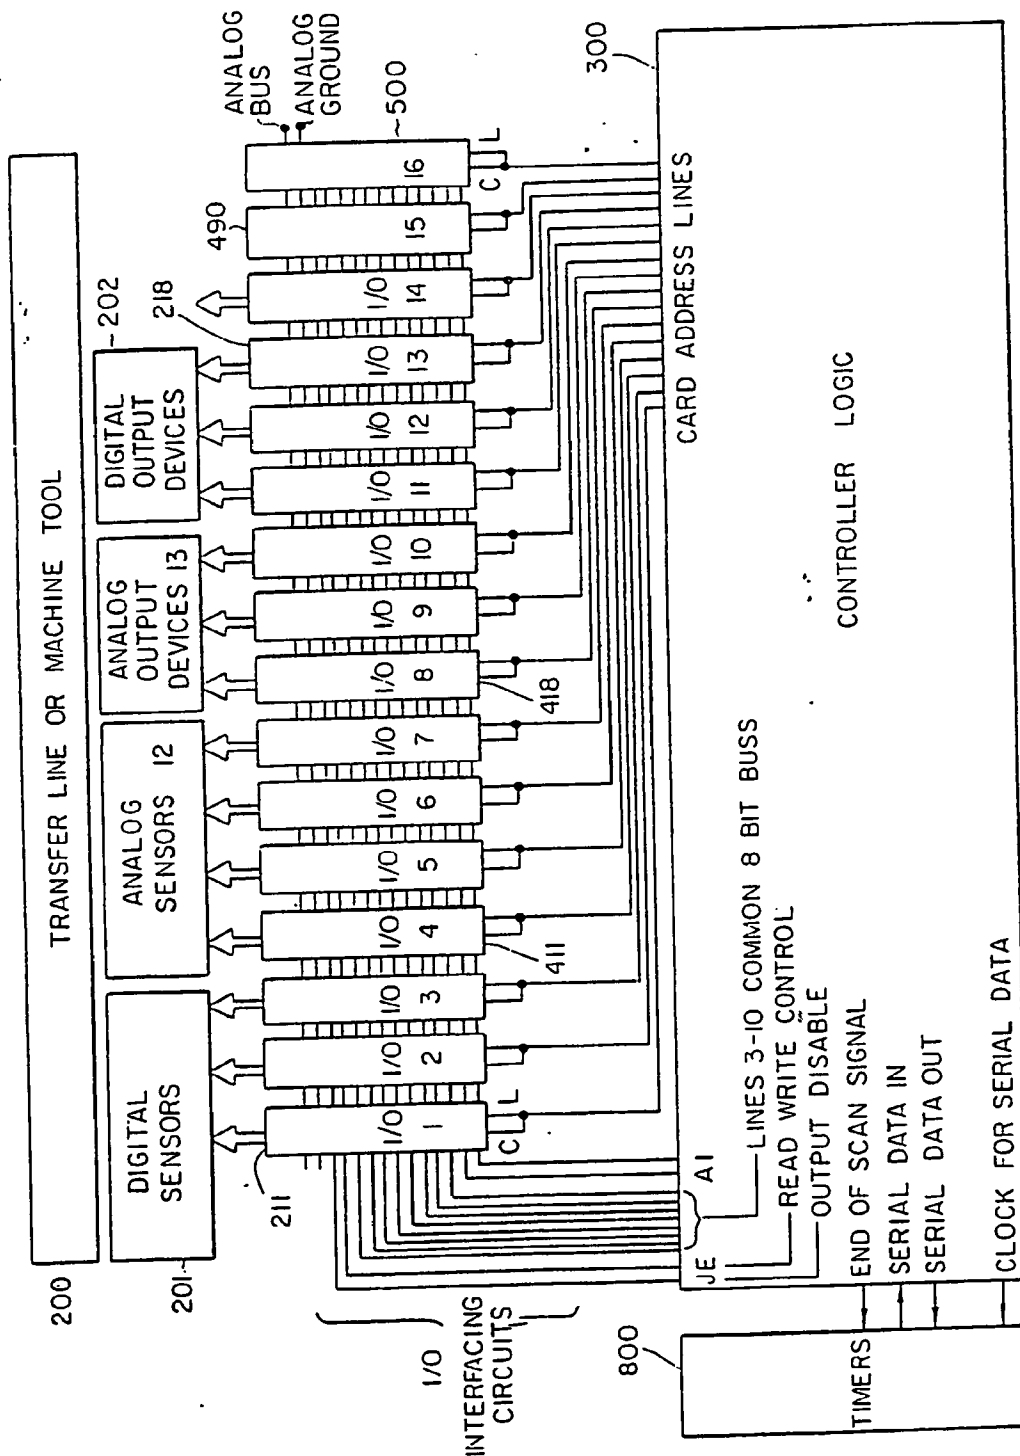 200
TRANSFER LINE OR MACHINE TOOL
201
DIGITAL
SENSORS
ANALOG
SENSORS 12
ANALOG
OUTPUT
DEVICES 13
DIGITAL
OUTPUT
DEVICES
202
218
490
ANALOG
BUS
ANALOG
GROUND
500
211
I/O
1
I/O
2
I/O
3
I/O
4
I/O
5
I/O
6
I/O
7
I/O
8
I/O
9
I/O
10
I/O
11
I/O
12
I/O
13
I/O
14
15
16
C
L
411
418
C
L
I/O
INTERFACING
CIRCUITS
300
JE
A1
CARD ADDRESS LINES
LINES 3-10 COMMON 8 BIT BUSS
READ WRITE CONTROL
OUTPUT DISABLE
END OF SCAN SIGNAL
SERIAL DATA IN
SERIAL DATA OUT
CLOCK FOR SERIAL DATA
CONTROLLER LOGIC
800
TIMERS